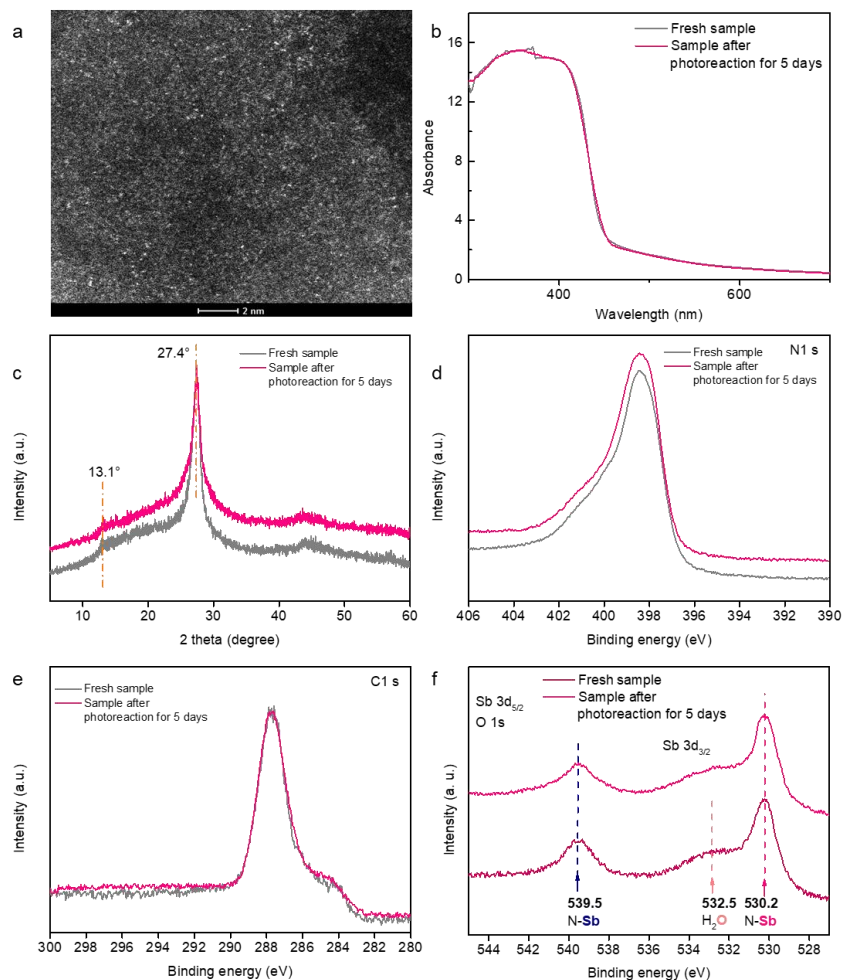 a
2 nm
b
Fresh sample
Sample after
photoreaction for 5 days
16
12
8
4
0
Absorbance
400
600
Wavelength (nm)
c
27.4°
Fresh sample
Sample after
photoreaction for 5 days
13.1°
Intensity (a.u.)
10
20
30
40
50
60
2 theta (degree)
d
N1 s
Fresh sample
Sample after
photoreaction for 5 days
Intensity (a.u.)
406
404
402
400
398
396
394
392
390
Binding energy (eV)
e
C1 s
Fresh sample
Sample after
photoreaction for 5 days
Intensity (a.u.)
300
298
296
294
292
290
288
286
284
282
280
Binding energy (eV)
f
Fresh sample
Sample after
photoreaction for 5 days
Sb 3d5/2
O 1s
Sb 3d3/2
Intensity (a. u.)
539.5
532.5
530.2
N-Sb
H2O
N-Sb
544
542
540
538
536
534
532
530
528
Binding energy (eV)